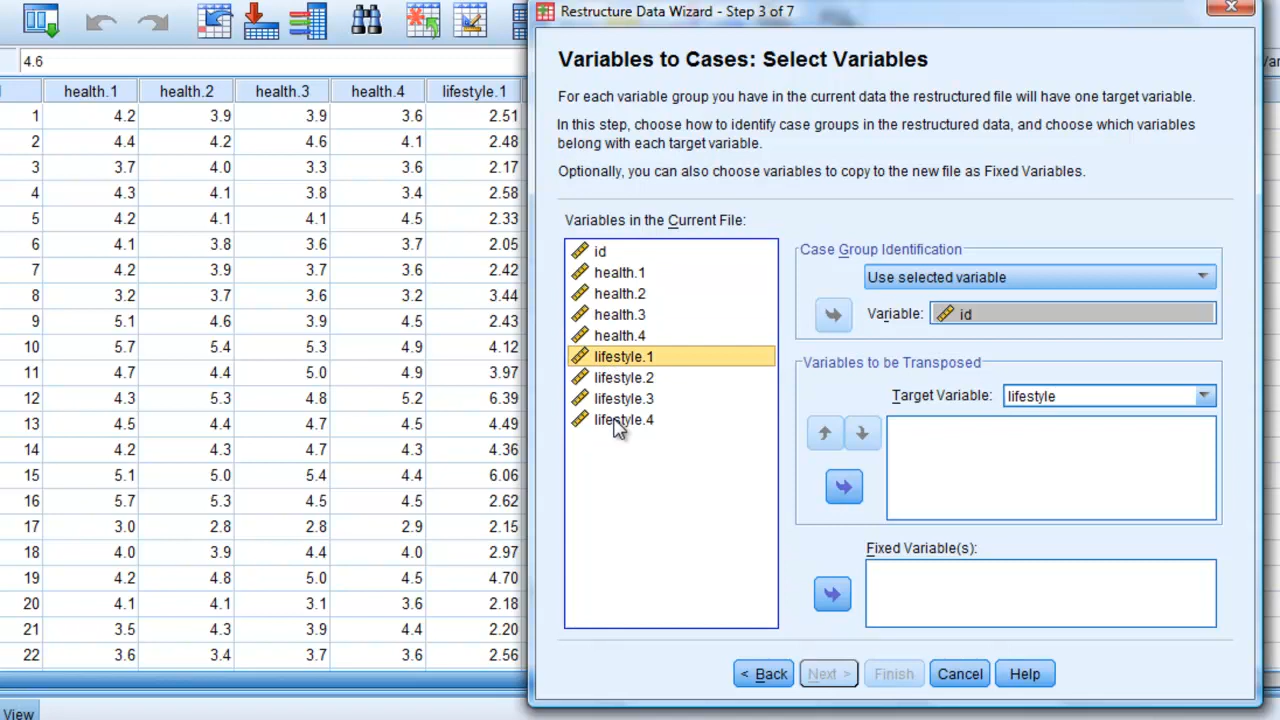 Restructure Data Wizard - Step 3 of 7
4.6
health.1 health.2 health.3 health.4 lifestyle.1
1 4.2 3.9 3.9 3.6 2.51
2 4.4 4.2 4.6 4.1 2.48
3 3.7 4.0 3.3 3.6 2.17
4 4.3 4.1 3.8 3.4 2.58
5 4.2 4.1 4.1 4.5 2.33
6 4.1 3.8 3.6 3.7 2.05
7 4.2 3.9 3.7 3.6 2.42
8 3.2 3.7 3.6 3.2 3.44
9 5.1 4.6 3.9 4.5 2.43
10 5.7 5.4 5.3 4.9 4.12
11 4.7 4.4 5.0 4.9 3.97
12 4.3 5.3 4.8 5.2 6.39
13 4.5 4.4 4.7 4.5 4.49
14 4.2 4.3 4.7 4.3 4.36
15 5.1 5.0 5.4 4.4 6.06
16 5.7 5.3 4.5 4.5 2.62
17 3.0 2.8 2.8 2.9 2.15
18 4.0 3.9 4.4 4.0 2.97
19 4.2 4.8 5.0 4.5 4.70
20 4.1 4.1 3.1 3.6 2.18
21 3.5 4.3 3.9 4.4 2.20
22 3.6 3.4 3.7 3.6 2.56
View
Variables to Cases: Select Variables
For each variable group you have in the current data the restructured file will have one target variable.
In this step, choose how to identify case groups in the restructured data, and choose which variables
belong with each target variable.
Optionally, you can also choose variables to copy to the new file as Fixed Variables.
Variables in the Current File:
id
health.1
health.2
health.3
health.4
lifestyle.1
lifestyle.2
lifestyle.3
lifestyle.4
Case Group Identification
Use selected variable
Variable: id
Variables to be Transposed
Target Variable: lifestyle
Fixed Variable(s):
< Back Next > Finish Cancel Help